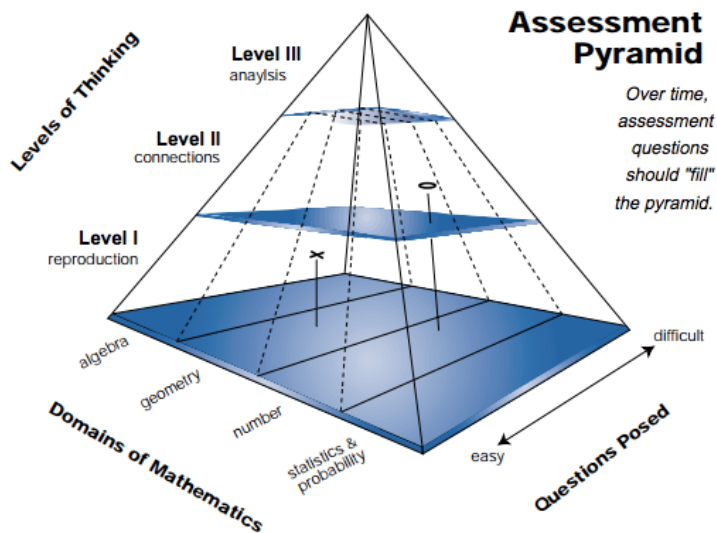 Assessment
Pyramid
Over time,
assessment
questions
should "fill"
the pyramid.
Levels of Thinking
Level III
anaylsis
Level II
connections
Level I
reproduction
x
0
algebra
geometry
number
statistics &
probability
Domains of Mathematics
difficult
easy
Questions Posed